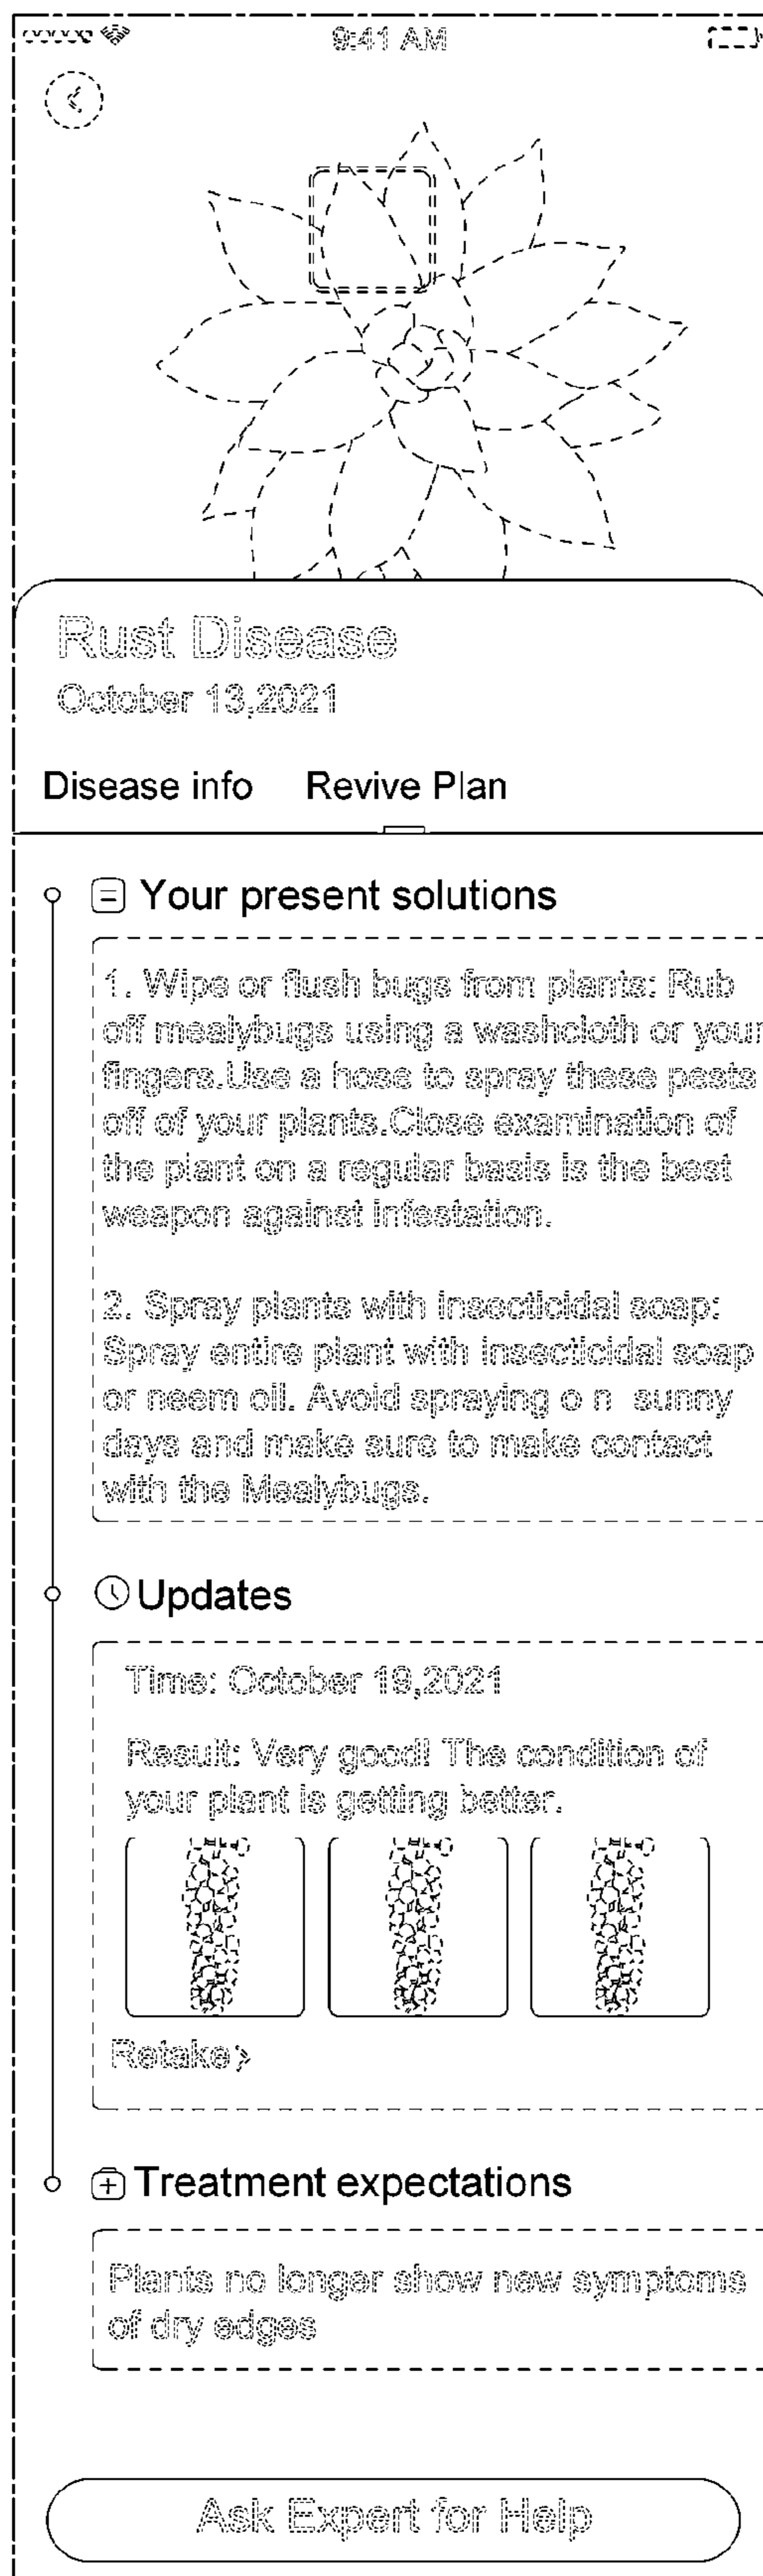 9:41 AM
Rust Disease
October 13,2021
Disease info Revive Plan
Your present solutions
1. Wipe or flush bugs from plants: Rub
off mealybugs using a washcloth or your
fingers.Use a hose to spray these pests
off of your plants.Close examination of
the plant on a regular basis is the best
weapon against infestation.
2. Spray plants with insecticidal soap:
Spray entire plant with insecticidal soap
or neem oil. Avoid spraying o n sunny
days and make sure to make contact
with the Mealybugs.
Updates
Time: October 19,2021
Result: Very good! The condition of
your plant is getting better.
Retake
Treatment expectations
Plants no longer show new symptoms
of dry edges
Ask Expert for Help